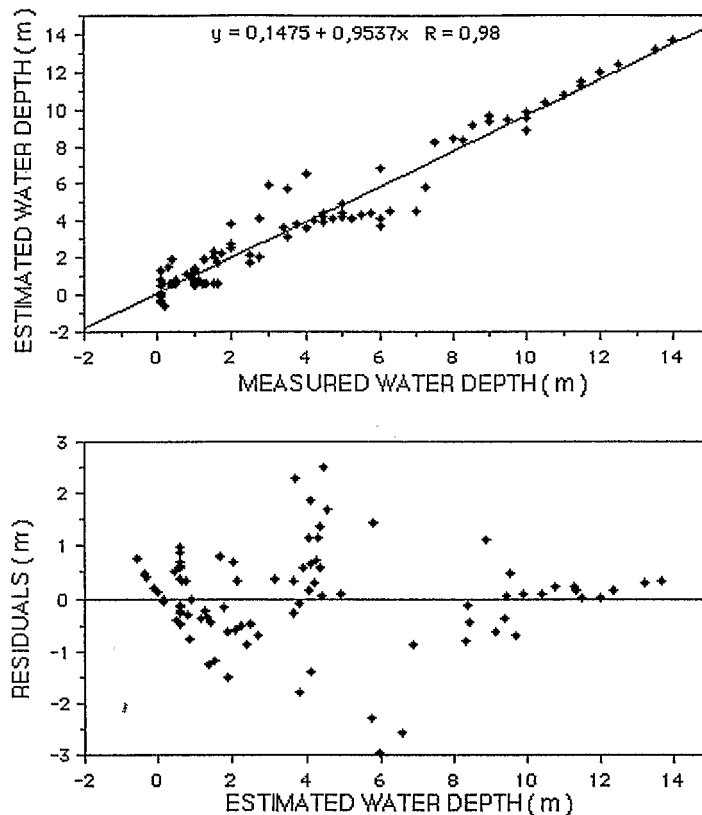 y = 0,1475 + 0,9537x R = 0,98
ESTIMATED WATER DEPTH ( m )
14
12
10
8
6
4
2
0
-2
-2 0 2 4 6 8 10 12 14
MEASURED WATER DEPTH ( m )
RESIDUALS ( m )
3
2
1
0
-1
-2
-3
-2 0 2 4 6 8 10 12 14
ESTIMATED WATER DEPTH ( m )